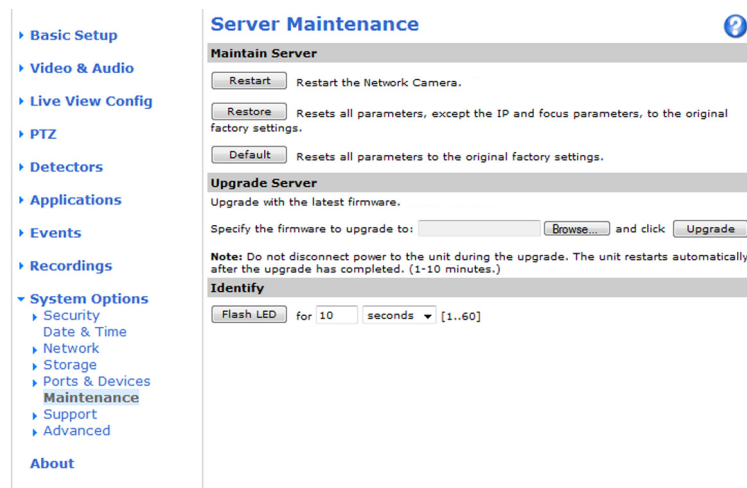 Basic Setup
Video & Audio
Live View Config
PTZ
Detectors
Applications
Events
Recordings
System Options
Security
Date & Time
Network
Storage
Ports & Devices
Maintenance
Support
Advanced
About
Server Maintenance
?
Maintain Server
Restart Restart the Network Camera.
Restore Resets all parameters, except the IP and focus parameters, to the original
factory settings.
Default Resets all parameters to the original factory settings.
Upgrade Server
Upgrade with the latest firmware.
Specify the firmware to upgrade to: Browse... and click Upgrade
Note: Do not disconnect power to the unit during the upgrade. The unit restarts automatically
after the upgrade has completed. (1-10 minutes.)
Identify
Flash LED for 10 seconds [1..60]